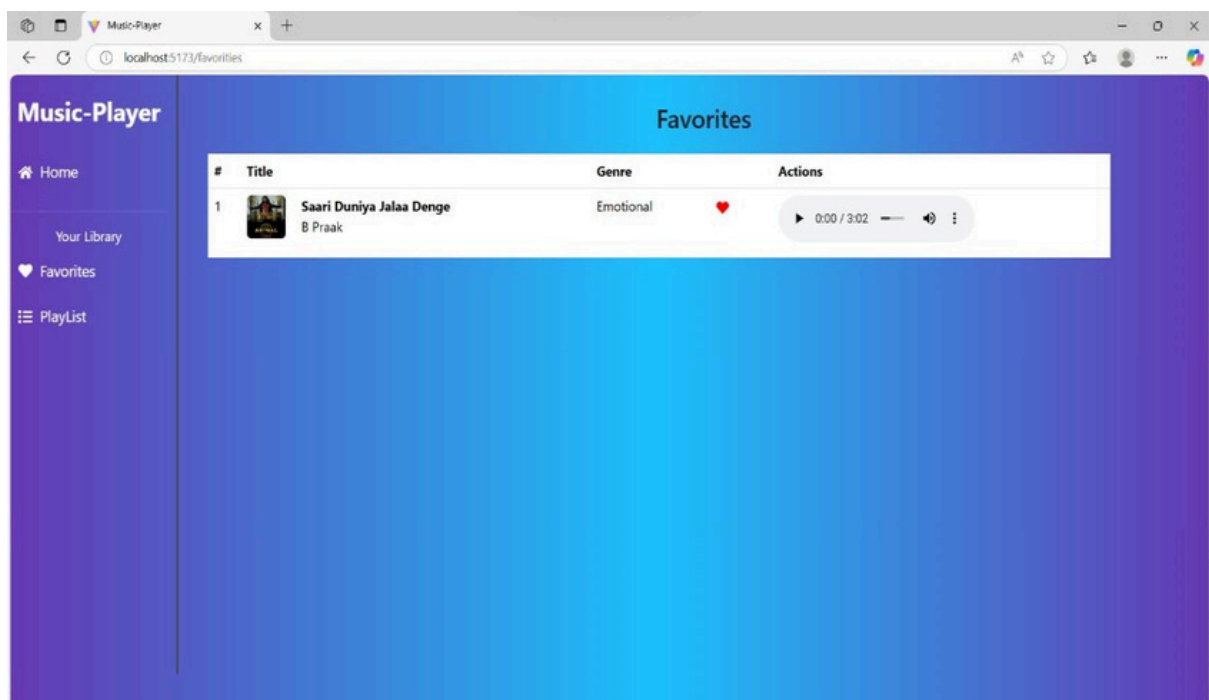 Music-Player
localhost:5173/favorities
Music-Player
Home
Your Library
Favorites
PlayList
Favorites
# Title Genre Actions
1 Saari Duniya Jalaa Denge Emotional 0:00 / 3:02
B Praak